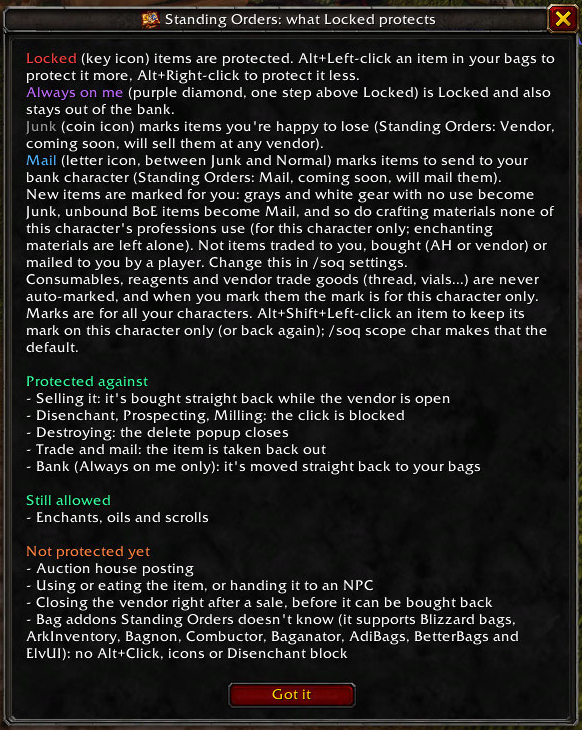 Standing Orders: what Locked protects
Locked (key icon) items are protected. Alt+Left-click an item in your bags to
protect it more, Alt+Right-click to protect it less.
Always on me (purple diamond, one step above Locked) is Locked and also
stays out of the bank.
Junk (coin icon) marks items you're happy to lose (Standing Orders: Vendor,
coming soon, will sell them at any vendor).
Mail (letter icon, between Junk and Normal) marks items to send to your
bank character (Standing Orders: Mail, coming soon, will mail them).
New items are marked for you: grays and white gear with no use become
Junk, unbound BoE items become Mail, and so do crafting materials none of
this character's professions use (for this character only; enchanting
materials are left alone). Not items traded to you, bought (AH or vendor) or
mailed to you by a player. Change this in /soq settings.
Consumables, reagents and vendor trade goods (thread, vials...) are never
auto-marked, and when you mark them the mark is for this character only.
Marks are for all your characters. Alt+Shift+Left-click an item to keep its
mark on this character only (or back again); /soq scope char makes that the
default.
Protected against
- Selling it: it's bought straight back while the vendor is open
- Disenchant, Prospecting, Milling: the click is blocked
- Destroying: the delete popup closes
- Trade and mail: the item is taken back out
- Bank (Always on me only): it's moved straight back to your bags
Still allowed
- Enchants, oils and scrolls
Not protected yet
- Auction house posting
- Using or eating the item, or handing it to an NPC
- Closing the vendor right after a sale, before it can be bought back
- Bag addons Standing Orders doesn't know (it supports Blizzard bags,
ArkInventory, Bagnon, Combuctor, Baganator, AdiBags, BetterBags and
ElvUI): no Alt+Click, icons or Disenchant block
Got it